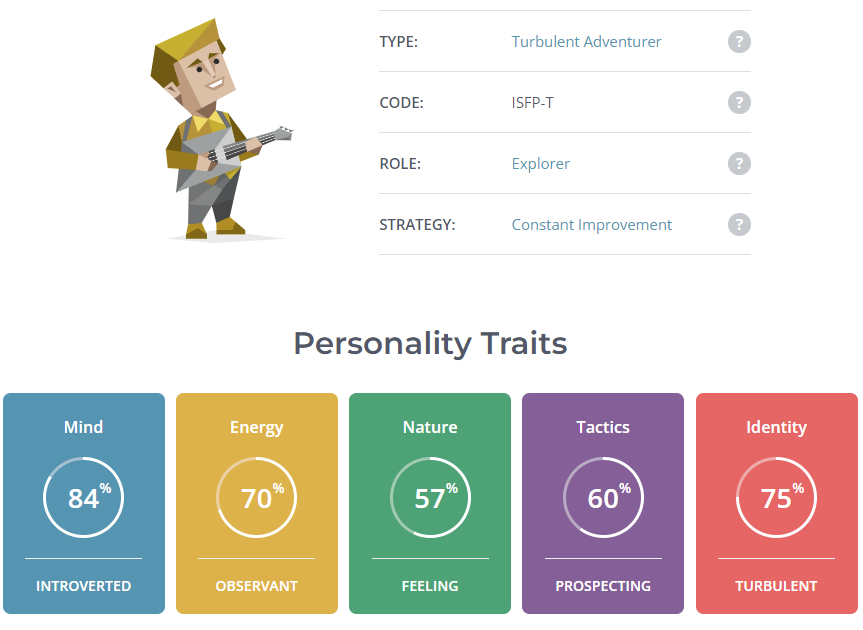 TYPE: Turbulent Adventurer ?
CODE: ISFP-T ?
ROLE: Explorer ?
STRATEGY: Constant Improvement ?
Personality Traits
Mind
84%
INTROVERTED
Energy
70%
OBSERVANT
Nature
57%
FEELING
Tactics
60%
PROSPECTING
Identity
75%
TURBULENT